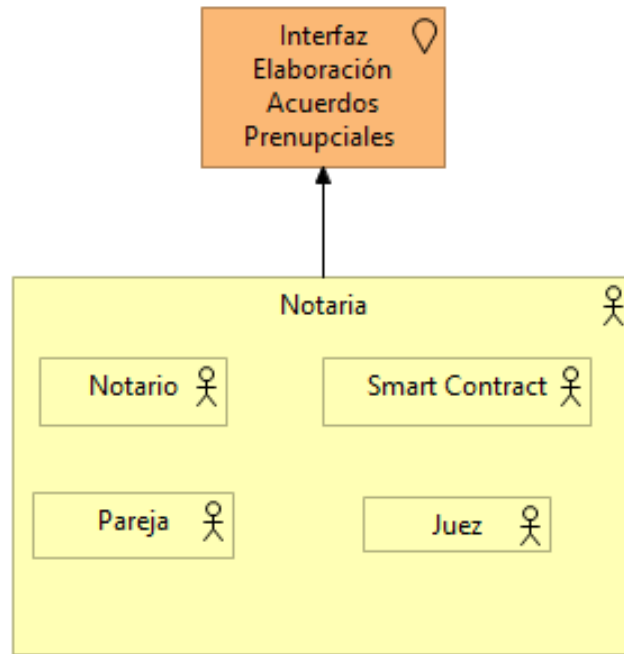 Interfaz
Elaboración
Acuerdos
Prenupciales
Notaria
Notario
Smart Contract
Pareja
Juez